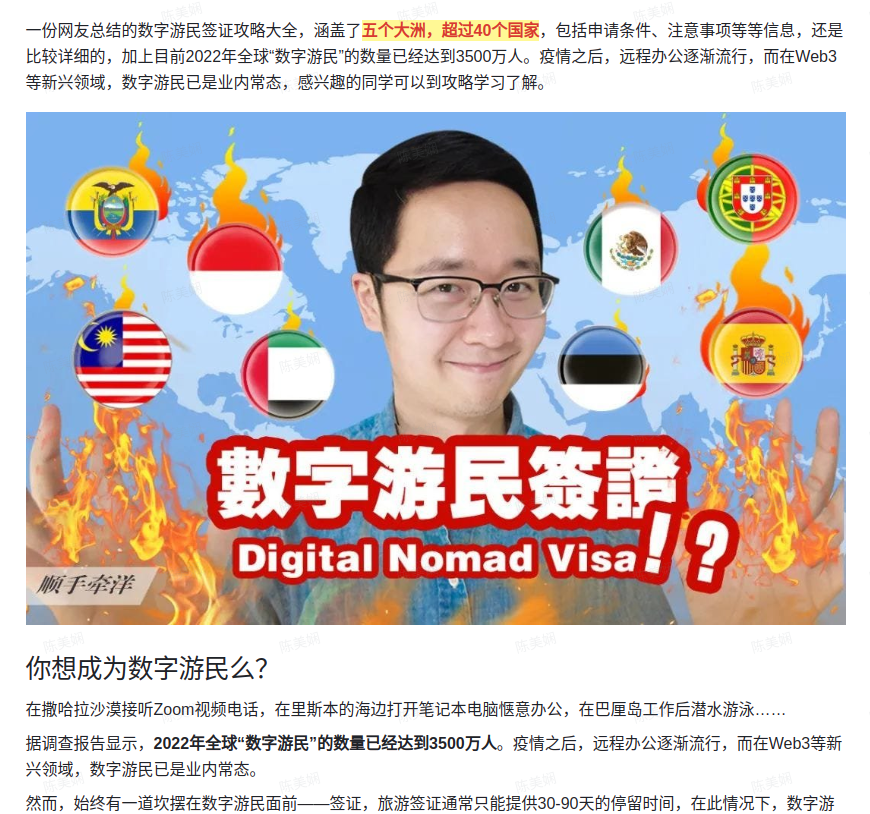 一份网友总结的数字游民签证攻略大全，涵盖了五个大洲，超过40个国家，包括申请条件、注意事项等等信息，还是
比较详细的，加上目前2022年全球“数字游民”的数量已经达到3500万人。疫情之后，远程办公逐渐流行，而在Web3
等新兴领域，数字游民已是业内常态，感兴趣的同学可以到攻略学习了解。
數字游民簽證!?
Digital Nomad Visa
顺手牵洋
你想成为数字游民么？
在撒哈拉沙漠接听Zoom视频电话，在里斯本的海边打开笔记本电脑惬意办公，在巴厘岛工作后潜水游泳……
据调查报告显示，2022年全球“数字游民”的数量已经达到3500万人。疫情之后，远程办公逐渐流行，而在Web3等新
兴领域，数字游民已是业内常态。
然而，始终有一道坎摆在数字游民面前——签证，旅游签证通常只能提供30-90天的停留时间，在此情况下，数字游